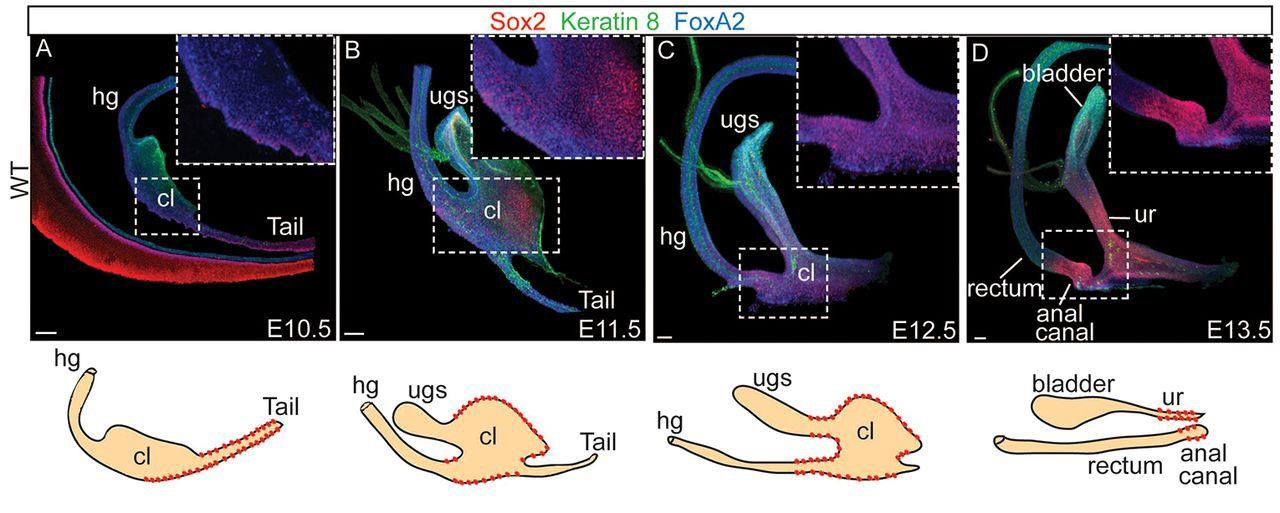 Sox2 Keratin 8 FoxA2
WT
A
hg
cl
Tail
E10.5
B
ugs
hg
cl
Tail
E11.5
C
ugs
hg
cl
E12.5
D
bladder
ur
rectum
anal
canal
E13.5
hg
Tail
cl
hg
ugs
cl
Tail
ugs
hg
cl
bladder
ur
rectum
anal
canal